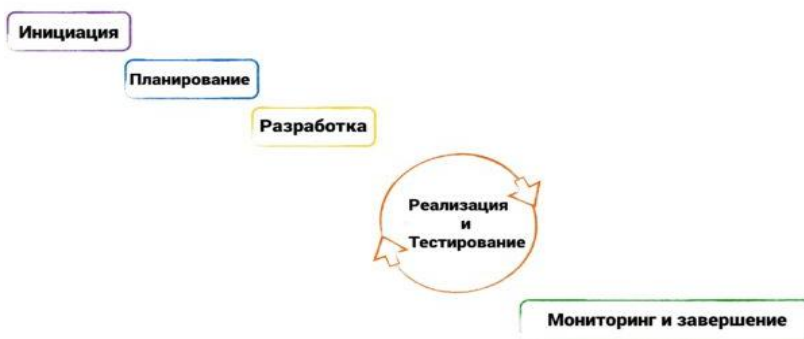 Инициация
Планирование
Разработка
Реализация
и
Тестирование
Мониторинг и завершение